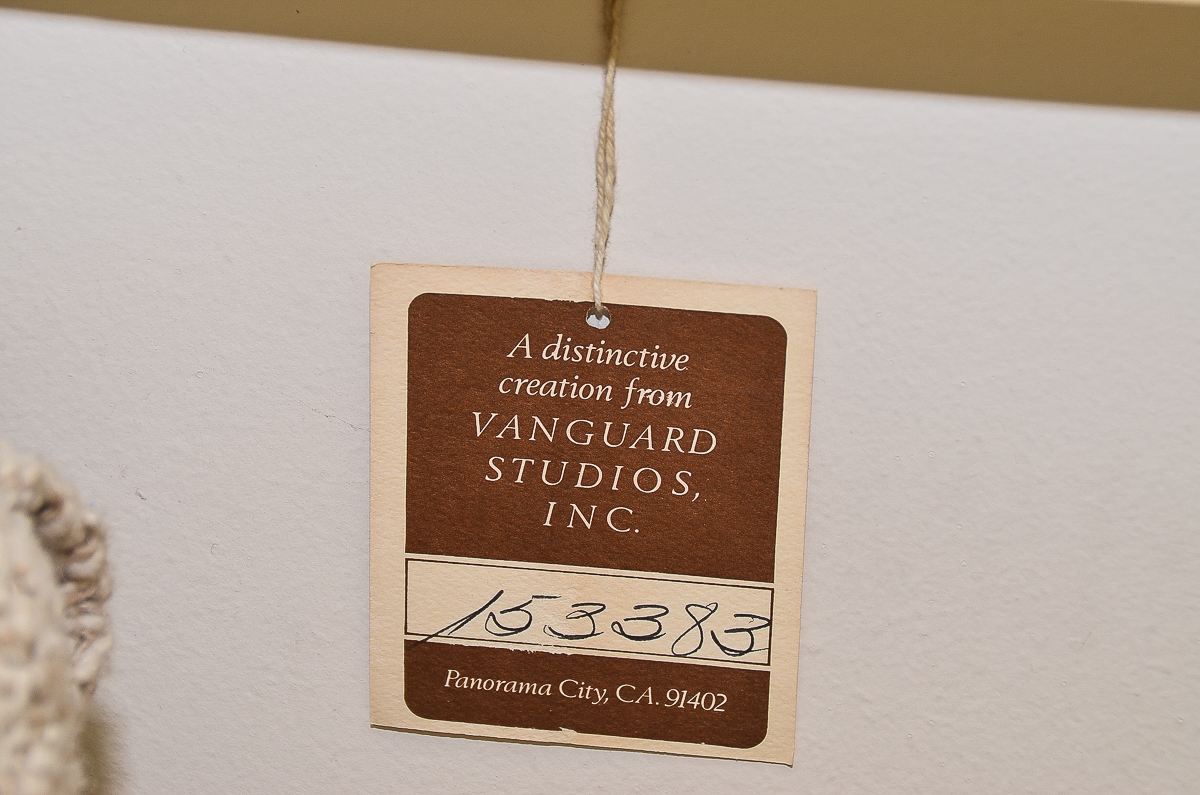 A distinctive
creation from
VANGUARD
STUDIOS,
INC.
153383
Panorama City, CA. 91402